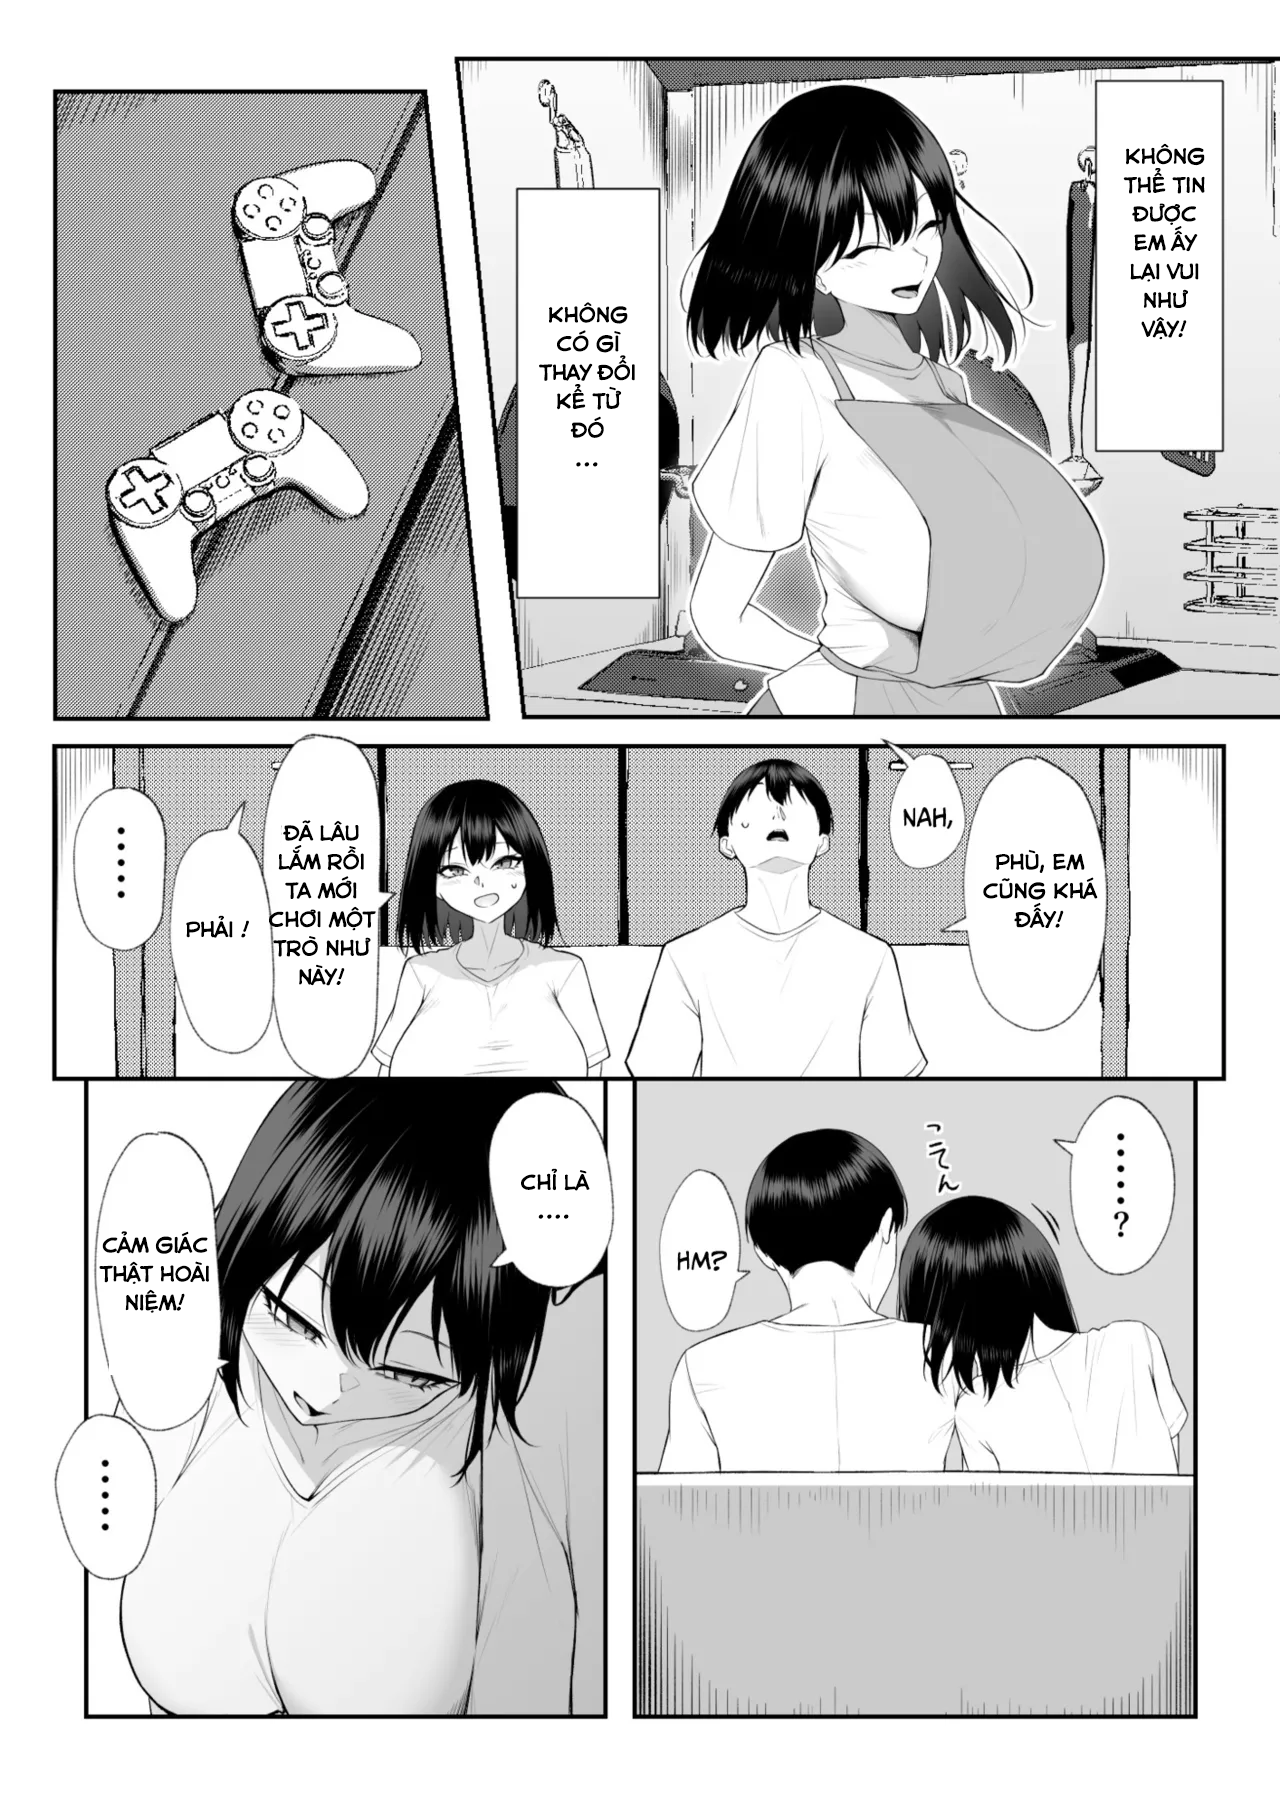 KHÔNG
THỂ TIN
ĐƯỢC
EM ẤY
LẠI VUI
NHƯ
VẬY!
KHÔNG
CÓ GÌ
THAY ĐỔI
KỂ TỪ
ĐÓ
...
NAH,
PHÙ, EM
CŨNG KHÁ
ĐẤY!
ĐÃ LÂU
LẮM RỒI
TA MỚI
CHƠI MỘT
TRÒ NHƯ
NÀY!
PHẢI !
.....
......?
こてんっ
HM?
CHỈ LÀ
....
CẢM GIÁC
THẬT HOÀI
NIỆM!
.....